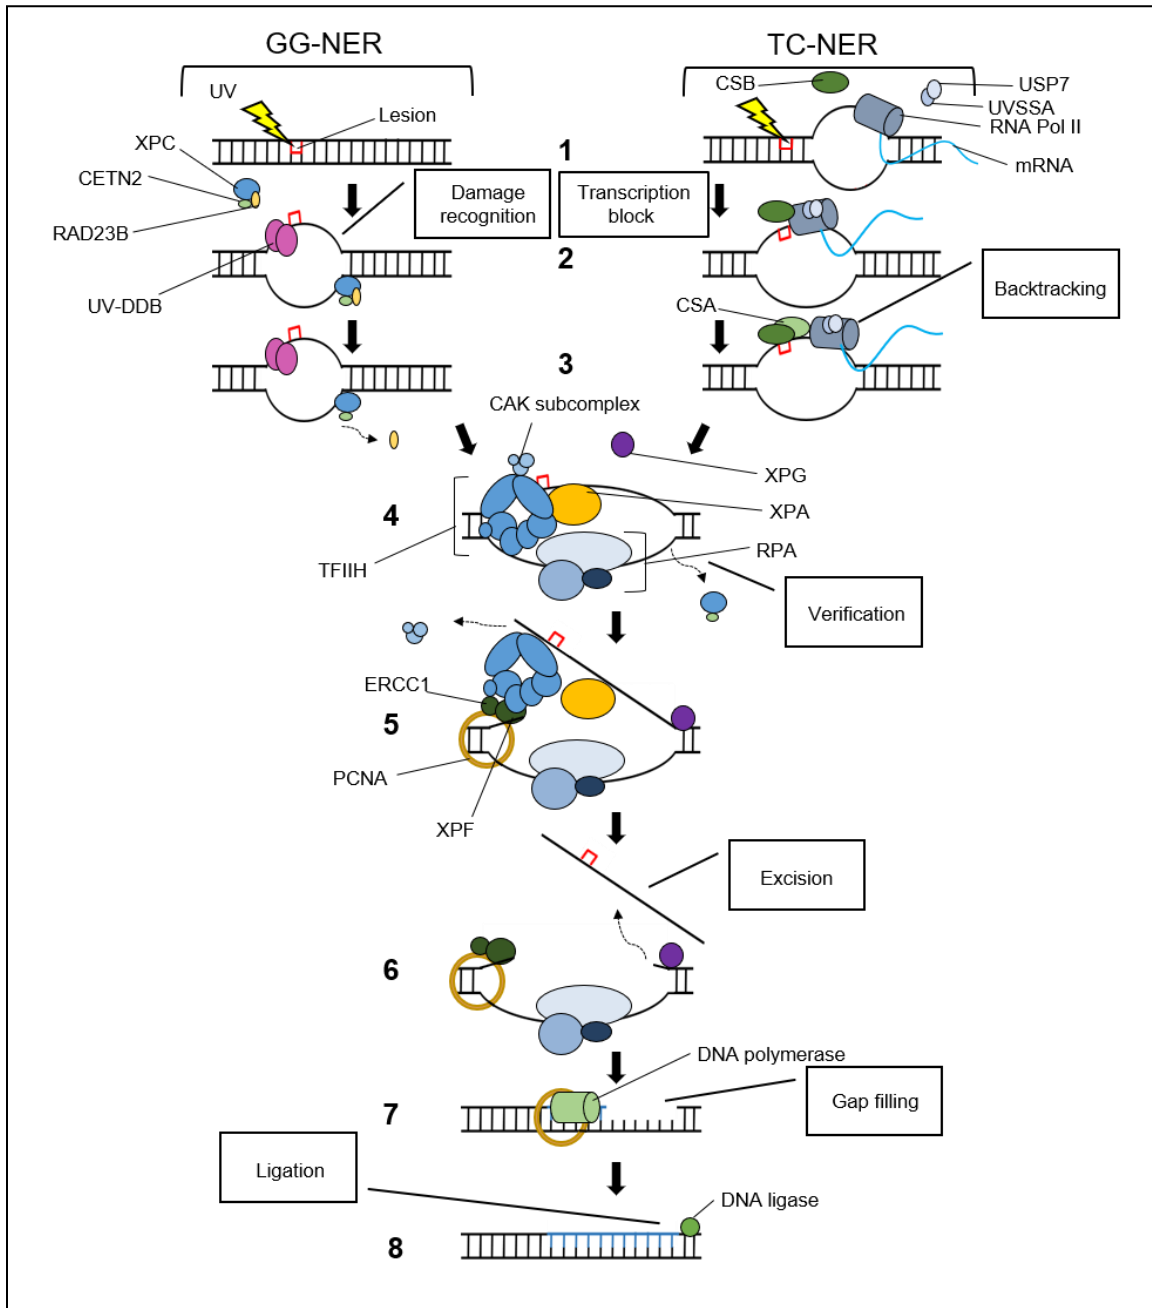 GG-NER
TC-NER
UV
Lesion
XPC
CETN2
RAD23B
UV-DDB
CSB
USP7
UVSSA
RNA Pol II
mRNA
1
Damage
recognition
Transcription
block
2
CSA
Backtracking
3
CAK subcomplex
XPG
XPA
4
RPA
TFIIH
Verification
ERCC1
5
PCNA
XPF
Excision
6
DNA polymerase
7
Gap filling
Ligation
DNA ligase
8